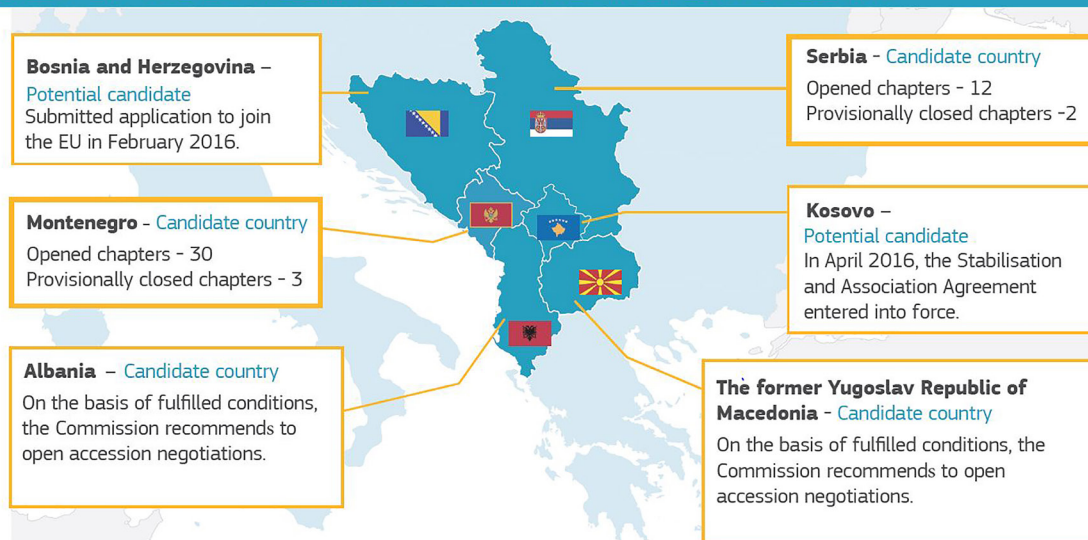 Bosnia and Herzegovina –
Potential candidate
Submitted application to join
the EU in February 2016.
Montenegro - Candidate country
Opened chapters - 30
Provisionally closed chapters - 3
Albania – Candidate country
On the basis of fulfilled conditions,
the Commission recommends to
open accession negotiations.
Serbia - Candidate country
Opened chapters - 12
Provisionally closed chapters -2
Kosovo –
Potential candidate
In April 2016, the Stabilisation
and Association Agreement
entered into force.
The former Yugoslav Republic of
Macedonia - Candidate country
On the basis of fulfilled conditions, the
Commission recommends to open
accession negotiations.